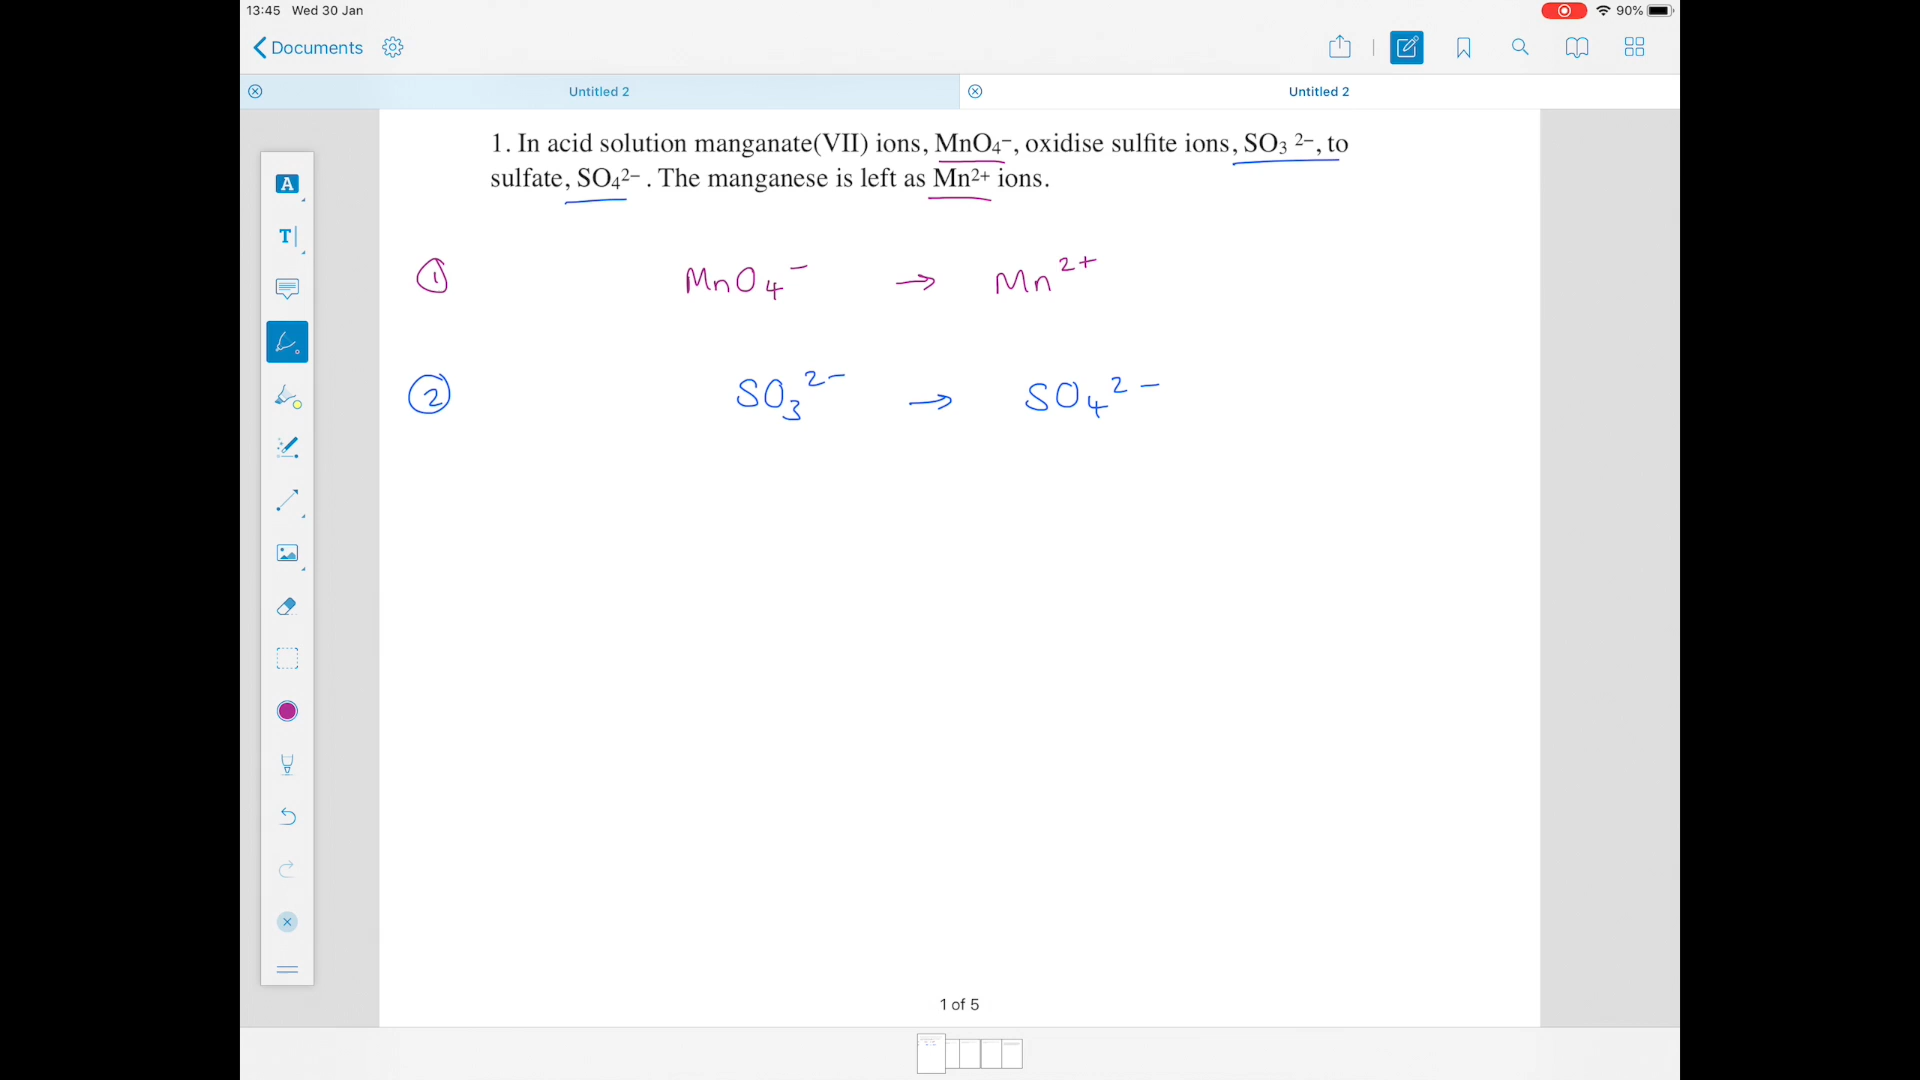 13:45 Wed 30 Jan 90%
Documents
Untitled 2 Untitled 2
1. In acid solution manganate(VII) ions, MnO₄⁻, oxidise sulfite ions, SO₃ ²⁻, to
sulfate, SO₄²⁻ . The manganese is left as Mn²⁺ ions.
① MnO₄⁻ → Mn²⁺
② SO₃²⁻ → SO₄²⁻
A
T
1 of 5